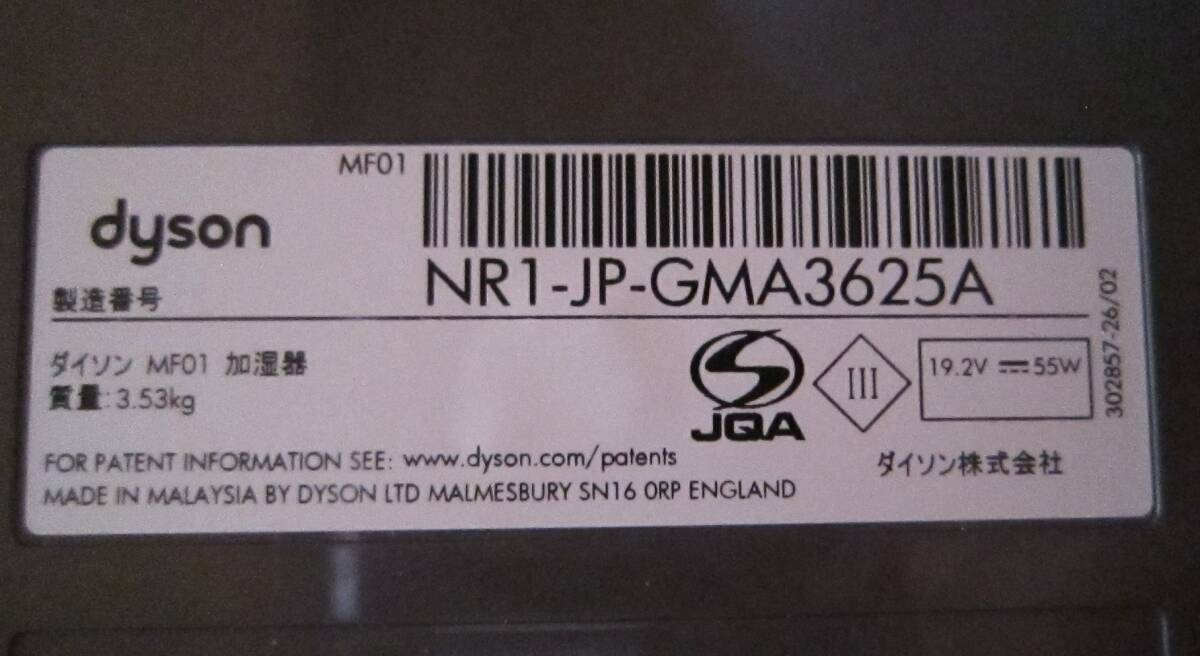 MF01
dyson
製造番号
NR1-JP-GMA3625A
ダイソン MF01 加湿器
質量:3.53kg
JQA
III
19.2V ⎓ 55W
302857-26/02
FOR PATENT INFORMATION SEE: www.dyson.com/patents
ダイソン株式会社
MADE IN MALAYSIA BY DYSON LTD MALMESBURY SN16 0RP ENGLAND